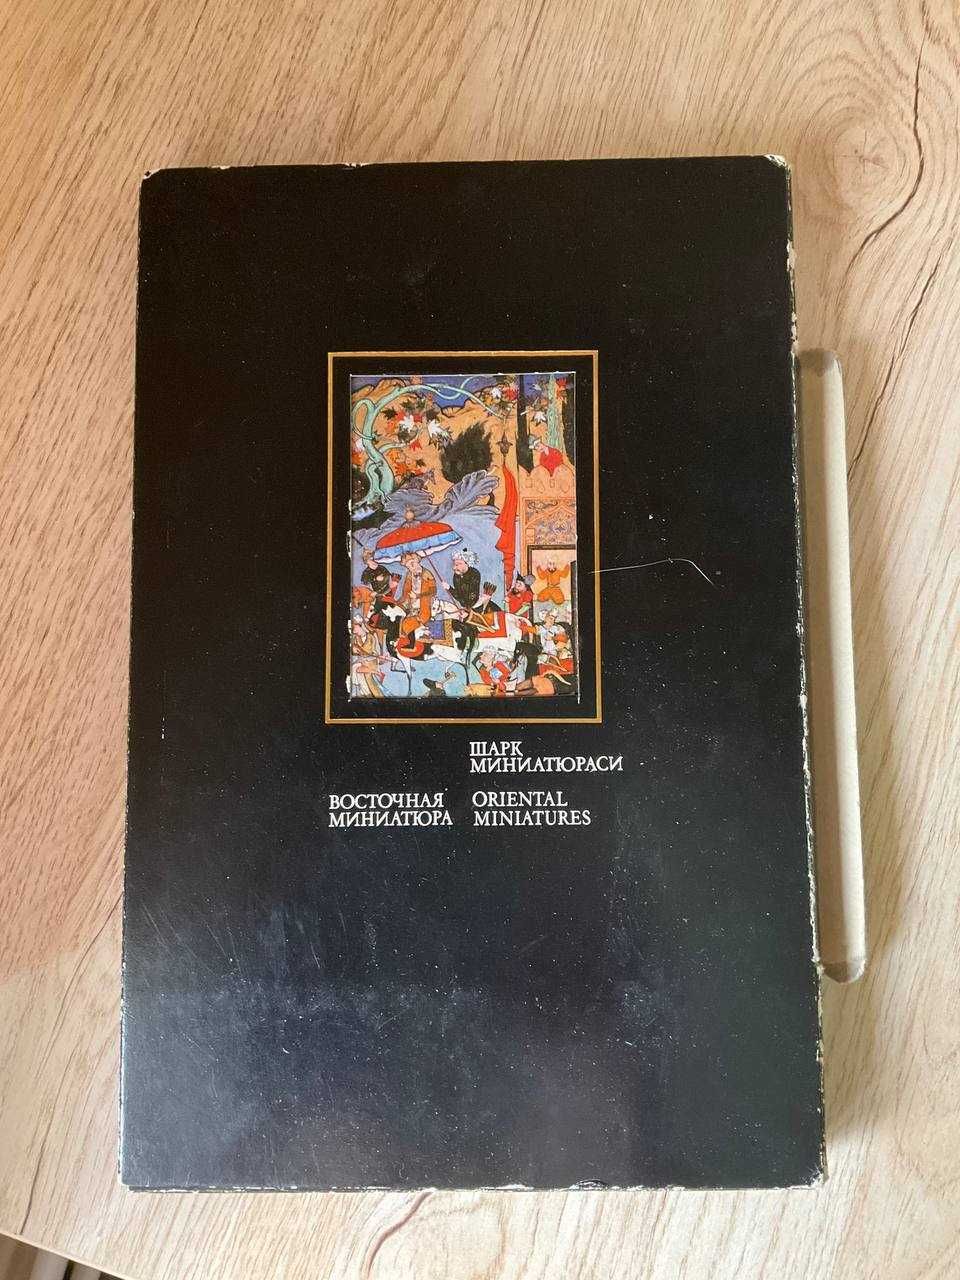 ШАРК
МИНИАТЮРАСИ
ВОСТОЧНАЯ
МИНИАТЮРА
ORIENTAL
MINIATURES